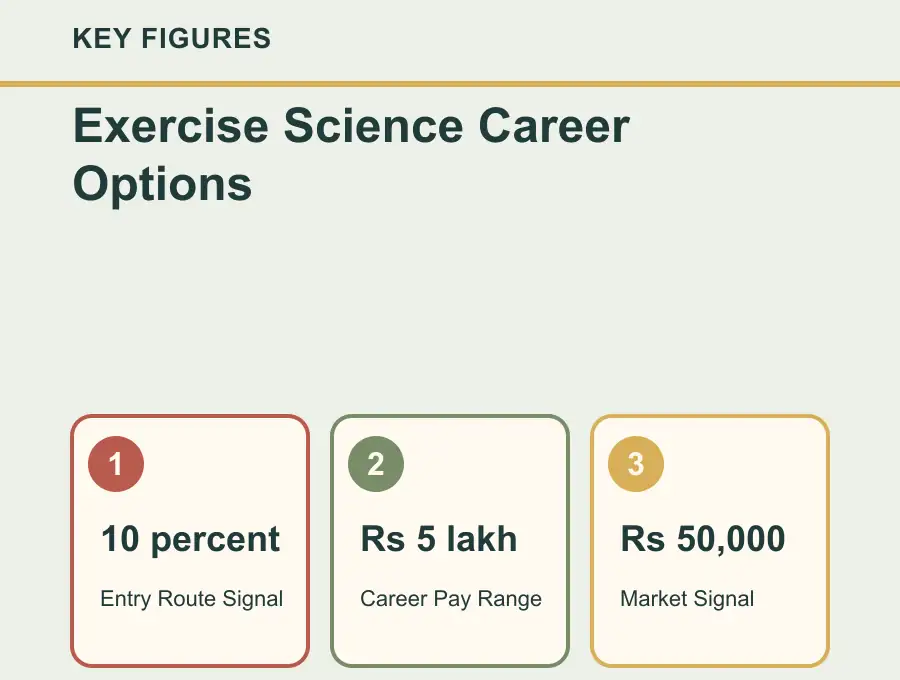 KEY FIGURES
Exercise Science Career
Options
1
10 percent
Entry Route Signal
2
Rs 5 lakh
Career Pay Range
3
Rs 50,000
Market Signal